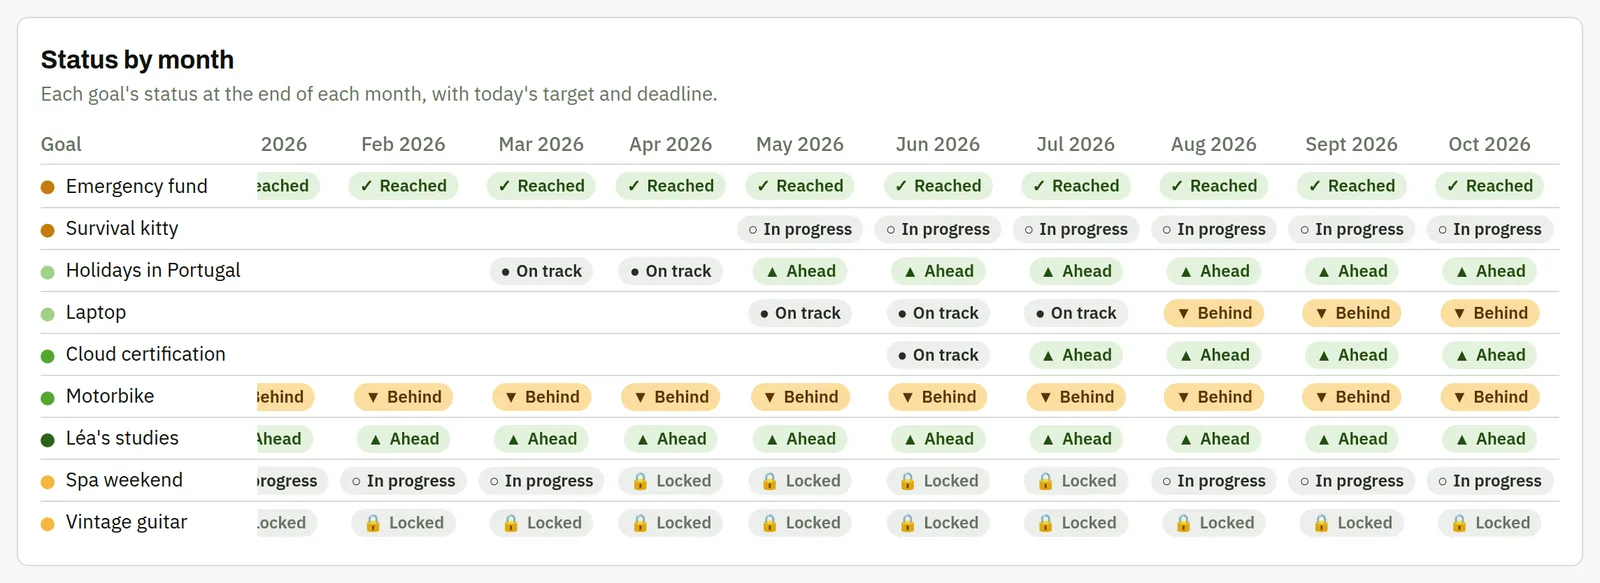 Status by month
Each goal's status at the end of each month, with today's target and deadline.
Goal 2026 Feb 2026 Mar 2026 Apr 2026 May 2026 Jun 2026 Jul 2026 Aug 2026 Sept 2026 Oct 2026
Emergency fund ✓ Reached ✓ Reached ✓ Reached ✓ Reached ✓ Reached ✓ Reached ✓ Reached ✓ Reached ✓ Reached
Survival kitty ○ In progress ○ In progress ○ In progress ○ In progress ○ In progress ○ In progress
Holidays in Portugal ● On track ● On track ▲ Ahead ▲ Ahead ▲ Ahead ▲ Ahead ▲ Ahead ▲ Ahead
Laptop ● On track ● On track ● On track ▼ Behind ▼ Behind ▼ Behind
Cloud certification ● On track ▲ Ahead ▲ Ahead ▲ Ahead ▲ Ahead
Motorbike ▼ Behind ▼ Behind ▼ Behind ▼ Behind ▼ Behind ▼ Behind ▼ Behind ▼ Behind ▼ Behind
Léa's studies ▲ Ahead ▲ Ahead ▲ Ahead ▲ Ahead ▲ Ahead ▲ Ahead ▲ Ahead ▲ Ahead ▲ Ahead
Spa weekend ○ In progress ○ In progress 🔒 Locked 🔒 Locked 🔒 Locked 🔒 Locked ○ In progress ○ In progress ○ In progress
Vintage guitar 🔒 Locked 🔒 Locked 🔒 Locked 🔒 Locked 🔒 Locked 🔒 Locked 🔒 Locked 🔒 Locked 🔒 Locked